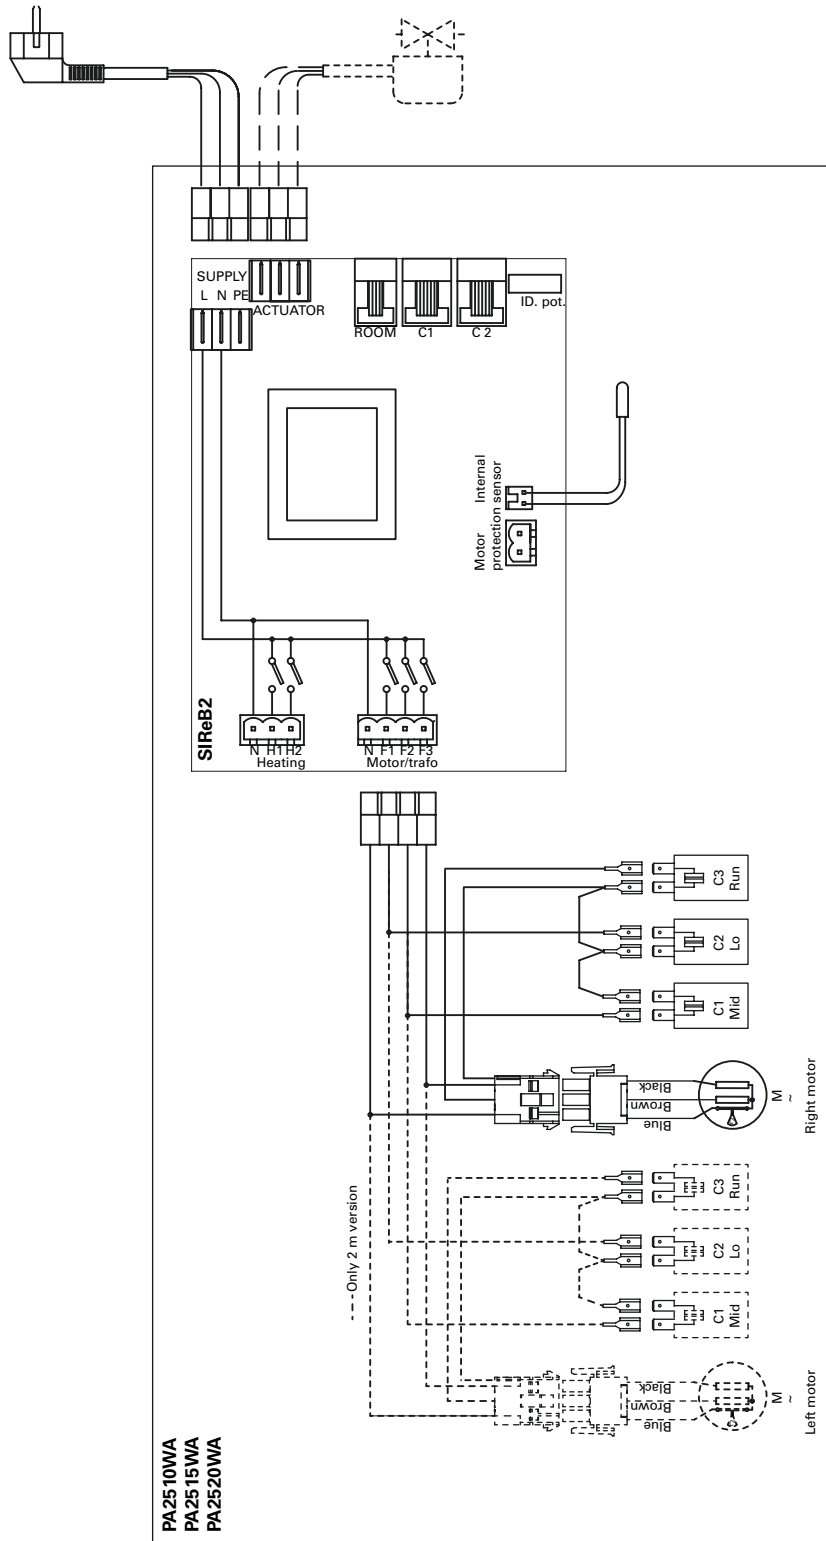 SUPPLY
L N PE
ACTUATOR
ROOM
C1
C 2
ID. pot.
Internal
sensor
Motor
protection
SIReB2
N H1 H2
Heating
N F1 F2 F3
Motor/trafo
C3
Run
C2
Lo
C1
Mid
Black
Brown
Blue
M
~
Right motor
--- Only 2 m version
C3
Run
C2
Lo
C1
Mid
Black
Brown
Blue
M
~
Left motor
PA2510WA
PA2515WA
PA2520WA